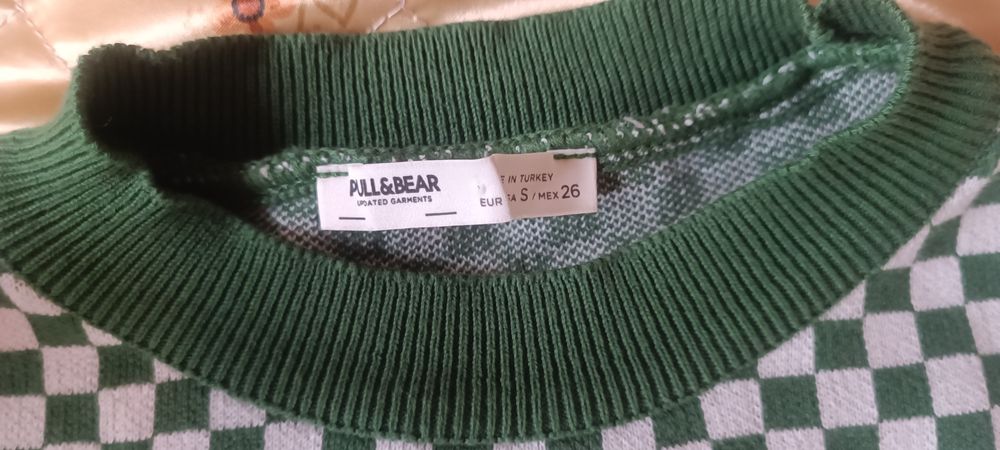 PULL&BEAR
UPDATED GARMENTS
IN TURKEY
EUR S / MEX 26